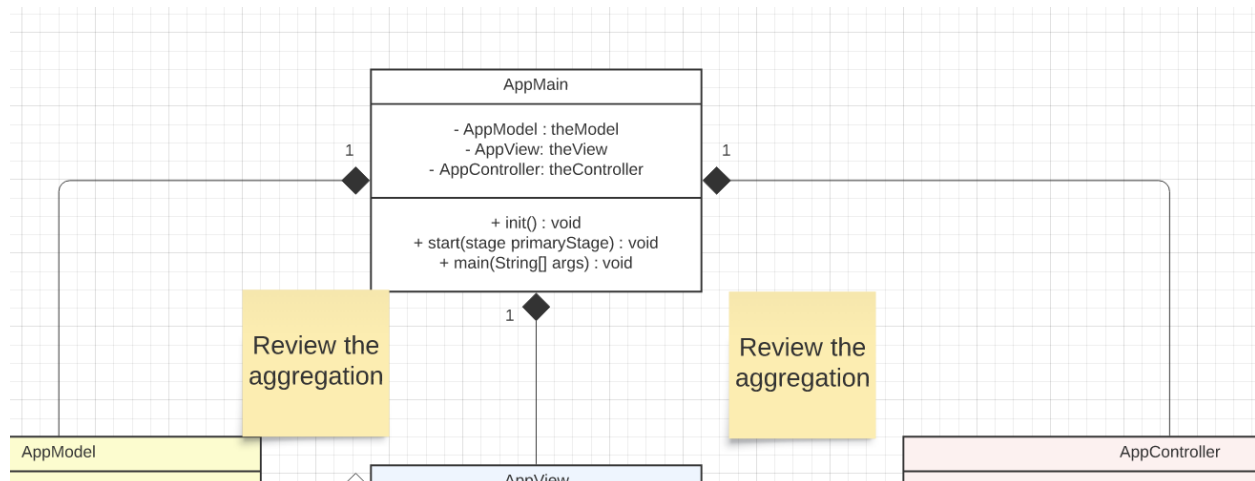 AppMain
- AppModel : theModel
- AppView: theView
- AppController: theController
1
1
+ init() : void
+ start(stage primaryStage) : void
+ main(String[] args) : void
1
Review the
aggregation
Review the
aggregation
AppModel
AppView
AppController